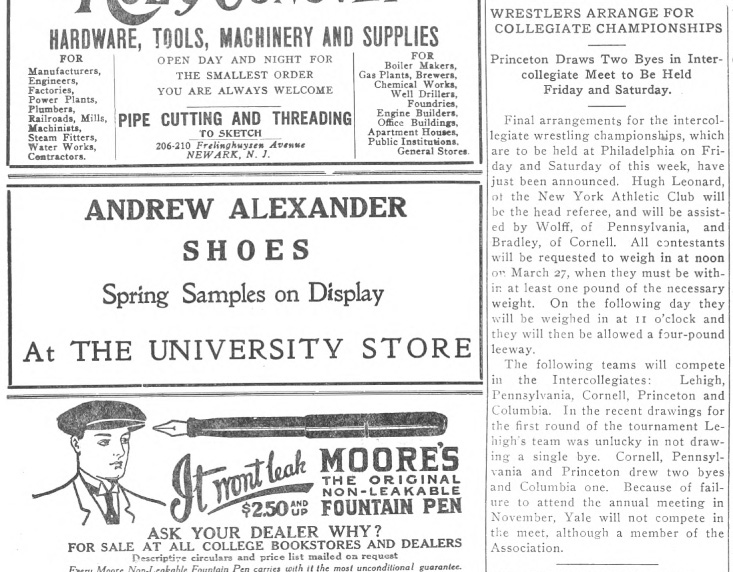 HARDWARE, TOOLS, MACHINERY AND SUPPLIES
FOR
Manufacturers,
Engineers,
Factories,
Power Plants,
Plumbers,
Railroads, Mills,
Machinists,
Steam Fitters,
Water Works,
Contractors.
OPEN DAY AND NIGHT FOR
THE SMALLEST ORDER
YOU ARE ALWAYS WELCOME
PIPE CUTTING AND THREADING
TO SKETCH
206-210 Frelinghuysen Avenue
NEWARK, N. J.
FOR
Boiler Makers,
Gas Plants, Brewers,
Chemical Works,
Well Drillers,
Foundries,
Engine Builders,
Office Buildings,
Apartment Houses,
Public Institutions.
General Stores.
ANDREW ALEXANDER
SHOES
Spring Samples on Display
At THE UNIVERSITY STORE
It wont leak
$2.50 AND UP
MOORE'S
THE ORIGINAL
NON-LEAKABLE
FOUNTAIN PEN
ASK YOUR DEALER WHY?
FOR SALE AT ALL COLLEGE BOOKSTORES AND DEALERS
Descriptive circulars and price list mailed on request
Every Moore Non-Leakable Fountain Pen carries with it the most unconditional guarantee.
WRESTLERS ARRANGE FOR
COLLEGIATE CHAMPIONSHIPS
Princeton Draws Two Byes in Inter-
collegiate Meet to Be Held
Friday and Saturday.
Final arrangements for the intercol-
legiate wrestling championships, which
are to be held at Philadelphia on Fri-
day and Saturday of this week, have
just been announced. Hugh Leonard,
of the New York Athletic Club will
be the head referee, and will be assist-
ed by Wolff, of Pennsylvania, and
Bradley, of Cornell. All contestants
will be requested to weigh in at noon
on March 27, when they must be with-
in at least one pound of the necessary
weight. On the following day they
will be weighed in at 11 o'clock and
they will then be allowed a four-pound
leeway.
The following teams will compete
in the Intercollegiates: Lehigh,
Pennsylvania, Cornell, Princeton and
Columbia. In the recent drawings for
the first round of the tournament Le-
high's team was unlucky in not draw-
ing a single bye. Cornell, Pennsyl-
vania and Princeton drew two byes
and Columbia one. Because of fail-
ure to attend the annual meeting in
November, Yale will not compete in
the meet, although a member of the
Association.